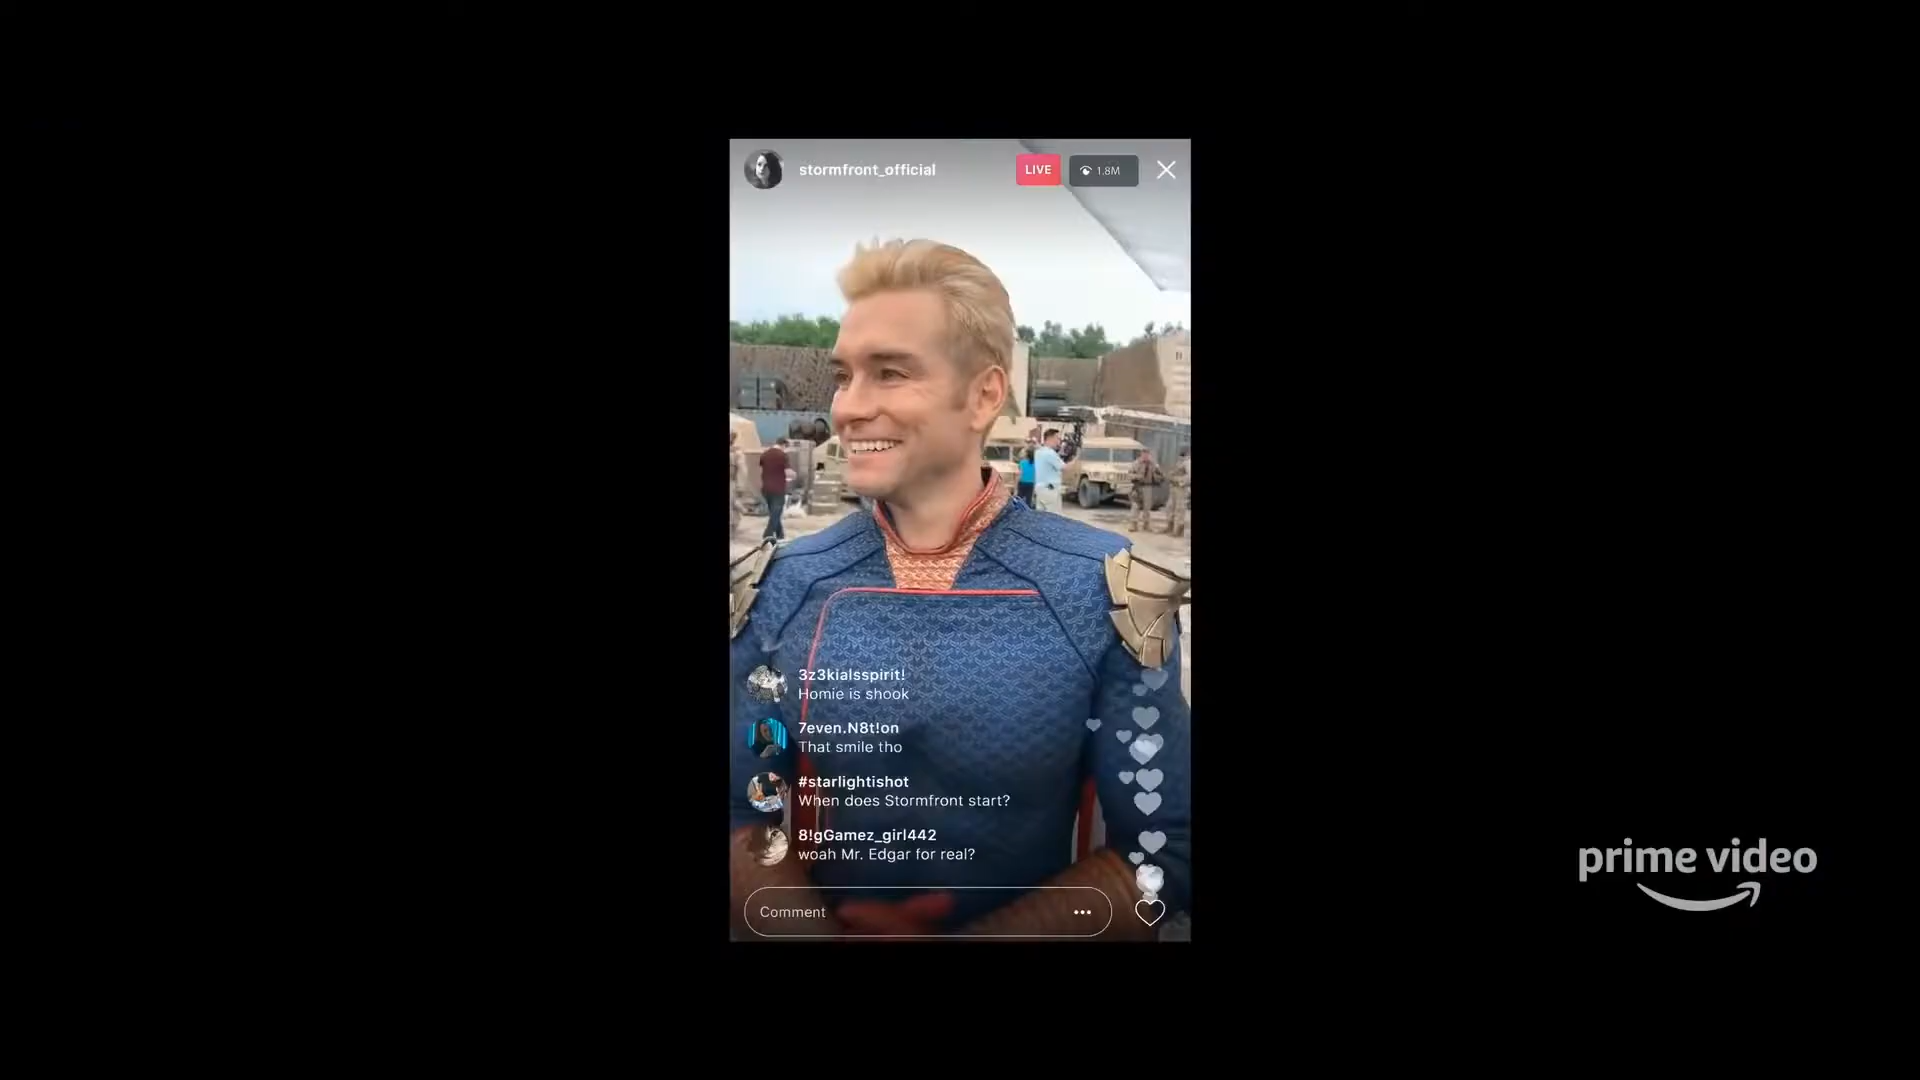 stormfront_official
LIVE
1.8M
3z3kialsspirit!
Homie is shook
7even.N8t!on
That smile tho
#starlightishot
When does Stormfront start?
8!gGamez_girl442
woah Mr. Edgar for real?
Comment
prime video